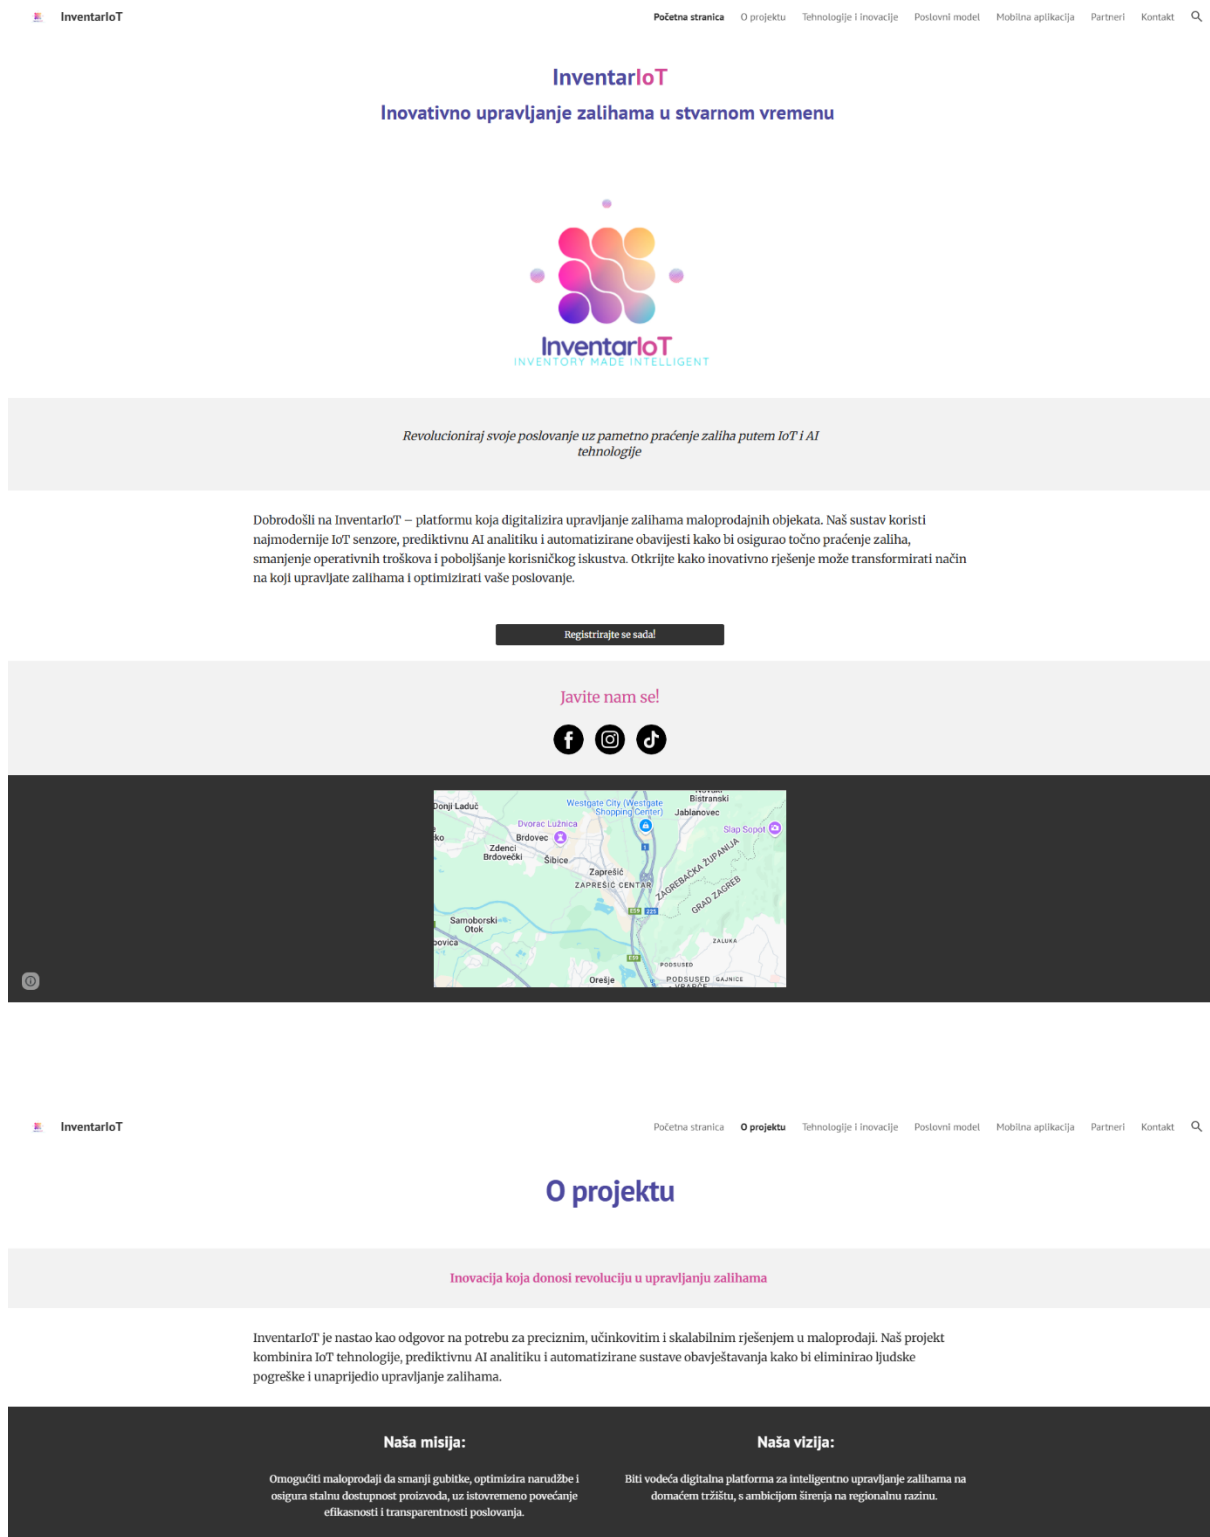 InventarIoT
Početna stranica O projektu Tehnologije i inovacije Poslovni model Mobilna aplikacija Partneri Kontakt
InventarIoT
Inovativno upravljanje zalihama u stvarnom vremenu
InventarIoT
INVENTORY MADE INTELLIGENT
Revolucioniraj svoje poslovanje uz pametno praćenje zaliha putem IoT i AI
tehnologije
Dobrodošli na InventarIoT – platformu koja digitalizira upravljanje zalihama maloprodajnih objekata. Naš sustav koristi
najmodernije IoT senzore, prediktivnu AI analitiku i automatizirane obavijesti kako bi osigurao točno praćenje zaliha,
smanjenje operativnih troškova i poboljšanje korisničkog iskustva. Otkrijte kako inovativno rješenje može transformirati način
na koji upravljate zalihama i optimizirati vaše poslovanje.
Registrirajte se sada!
Javite nam se!
Donji Laduč
Westgate City (Westgate
Shopping Center)
Bistranski
Jablanovec
Dvorac Lužnica
Slap Sopot
Brdovec
Zdenci
Brdovečki
Šibice
Zaprešić
ZAPREŠIĆ CENTAR
ZAGREBAČKA ŽUPANIJA
GRAD ZAGREB
E59 225
Samoborski
Otok
ZALUKA
PODSUSED
Orešje
PODSUSED
GAJNICE
- VRAPČE
InventarIoT
Početna stranica O projektu Tehnologije i inovacije Poslovni model Mobilna aplikacija Partneri Kontakt
O projektu
Inovacija koja donosi revoluciju u upravljanju zalihama
InventarIoT je nastao kao odgovor na potrebu za preciznim, učinkovitim i skalabilnim rješenjem u maloprodaji. Naš projekt
kombinira IoT tehnologije, prediktivnu AI analitiku i automatizirane sustave obavještavanja kako bi eliminirao ljudske
pogreške i unaprijedio upravljanje zalihama.
Naša misija:
Omogućiti maloprodaji da smanji gubitke, optimizira narudžbe i
osigura stalnu dostupnost proizvoda, uz istovremeno povećanje
efikasnosti i transparentnosti poslovanja.
Naša vizija:
Biti vodeća digitalna platforma za inteligentno upravljanje zalihama na
domaćem tržištu, s ambicijom širenja na regionalnu razinu.